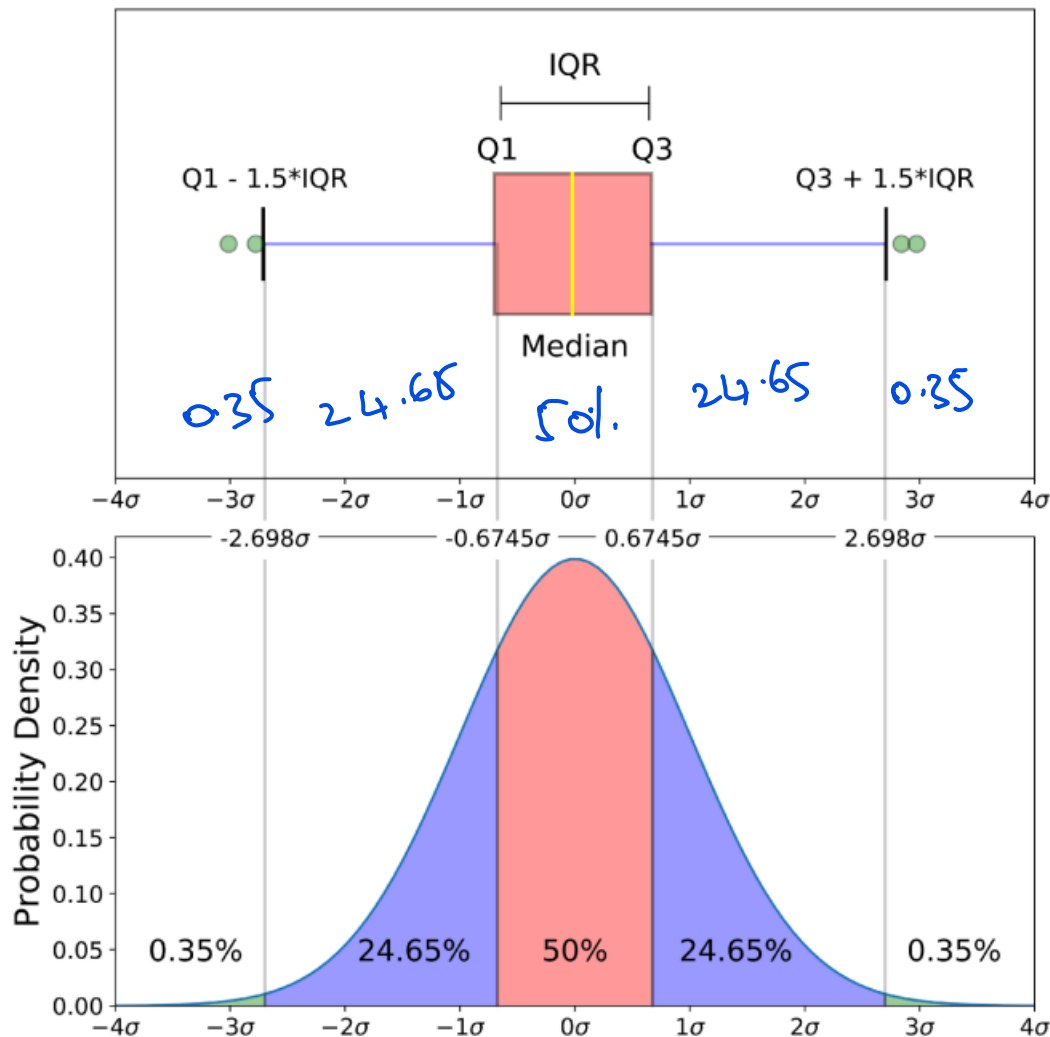 IQR
Q1 Q3
Q1 - 1.5*IQR Q3 + 1.5*IQR
Median
0.35 24.65 50%. 24.65 0.35
−4σ −3σ −2σ −1σ 0σ 1σ 2σ 3σ 4σ
-2.698σ -0.6745σ 0.6745σ 2.698σ
0.40
0.35
0.30
0.25
0.20
0.15
0.10
0.05
0.00
Probability Density
0.35% 24.65% 50% 24.65% 0.35%
−4σ −3σ −2σ −1σ 0σ 1σ 2σ 3σ 4σ